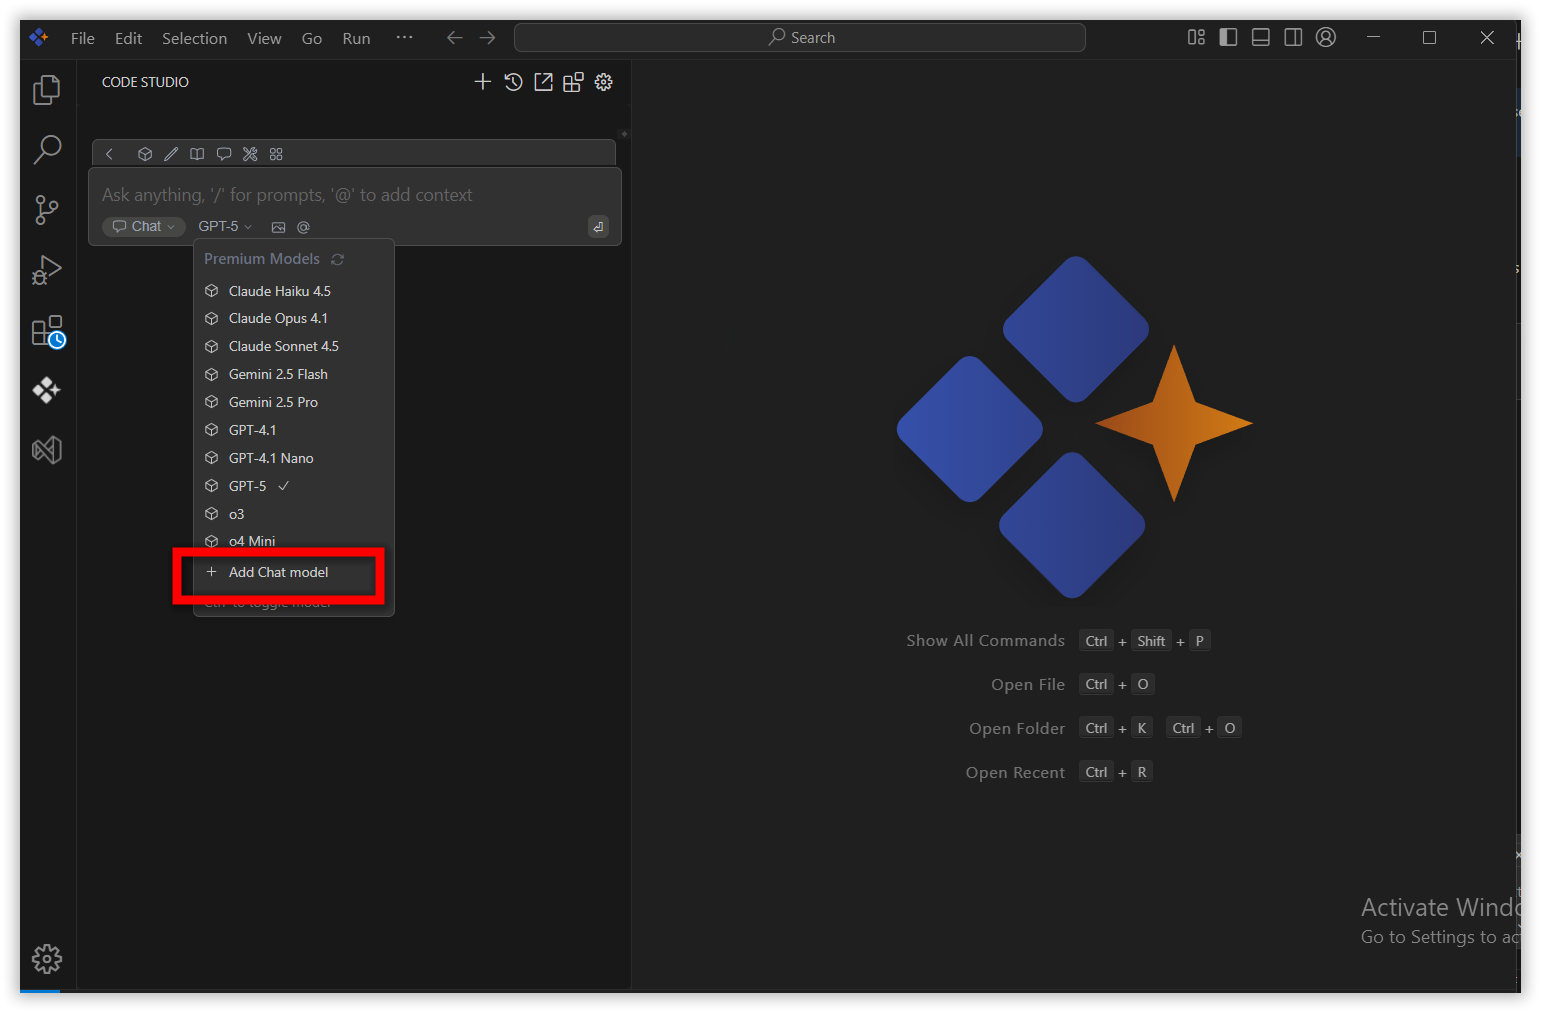 File Edit Selection View Go Run ··· Search
CODE STUDIO
Ask anything, '/' for prompts, '@' to add context
Chat GPT-5
Premium Models
Claude Haiku 4.5
Claude Opus 4.1
Claude Sonnet 4.5
Gemini 2.5 Flash
Gemini 2.5 Pro
GPT-4.1
GPT-4.1 Nano
GPT-5
o3
o4 Mini
+ Add Chat model
to toggle model
Show All Commands Ctrl + Shift + P
Open File Ctrl + O
Open Folder Ctrl + K Ctrl + O
Open Recent Ctrl + R
Activate Windo
Go to Settings to ac